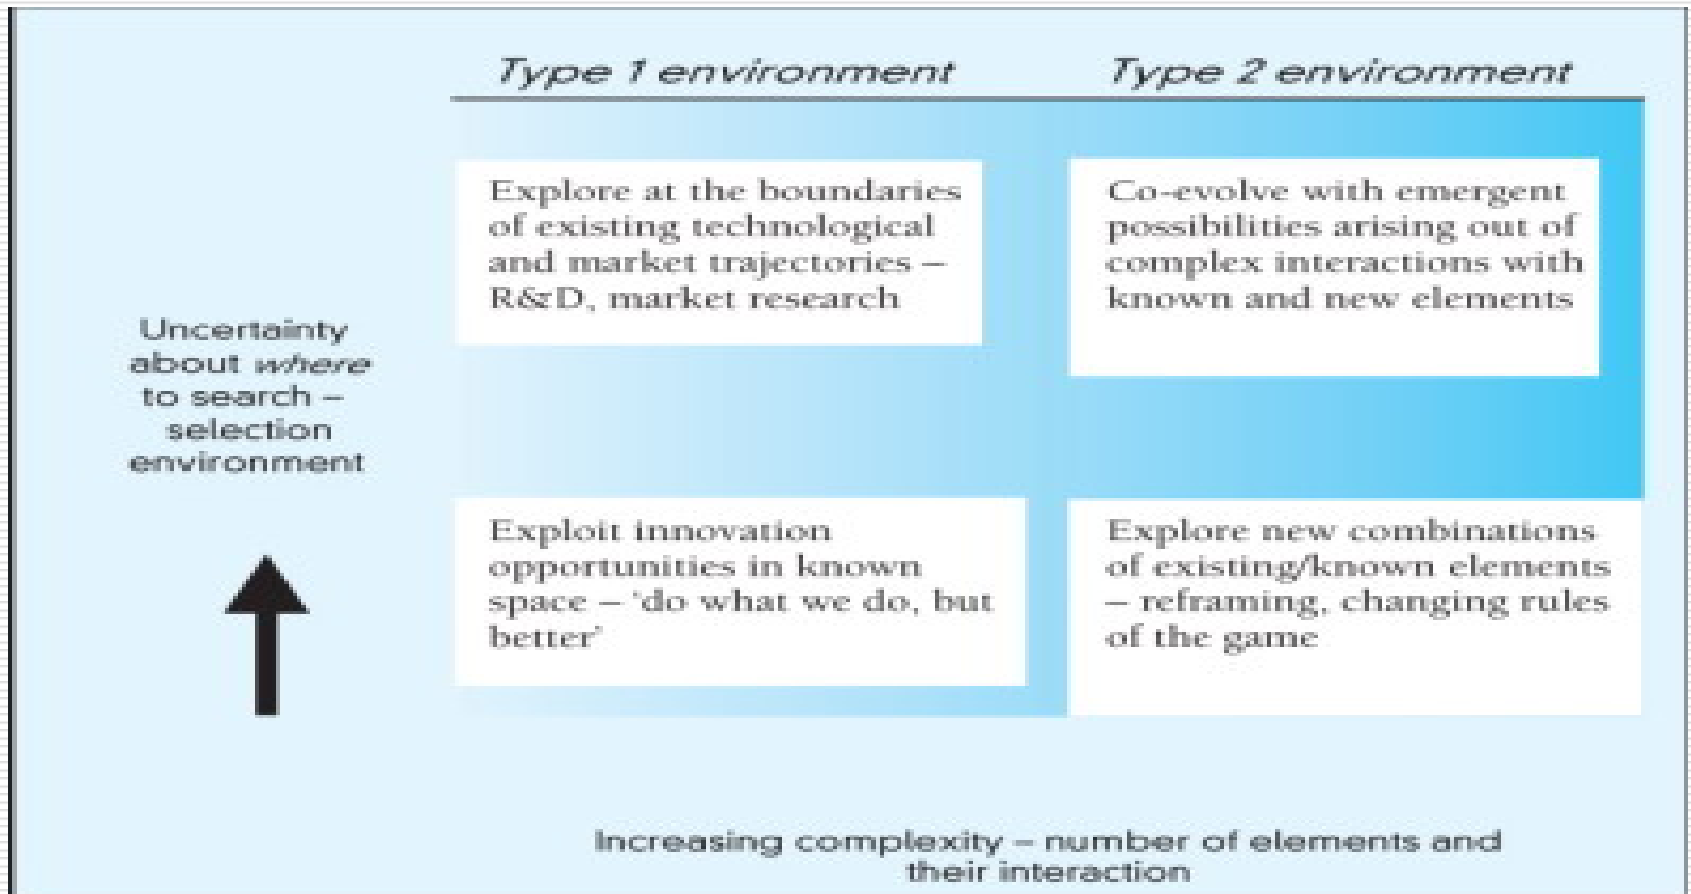 Type 1 environment
Type 2 environment
Explore at the boundaries
of existing technological
and market trajectories –
R&D, market research
Co-evolve with emergent
possibilities arising out of
complex interactions with
known and new elements
Uncertainty
about where
to search –
selection
environment
Exploit innovation
opportunities in known
space – ‘do what we do, but
better’
Explore new combinations
of existing/known elements
– reframing, changing rules
of the game
Increasing complexity – number of elements and
their interaction